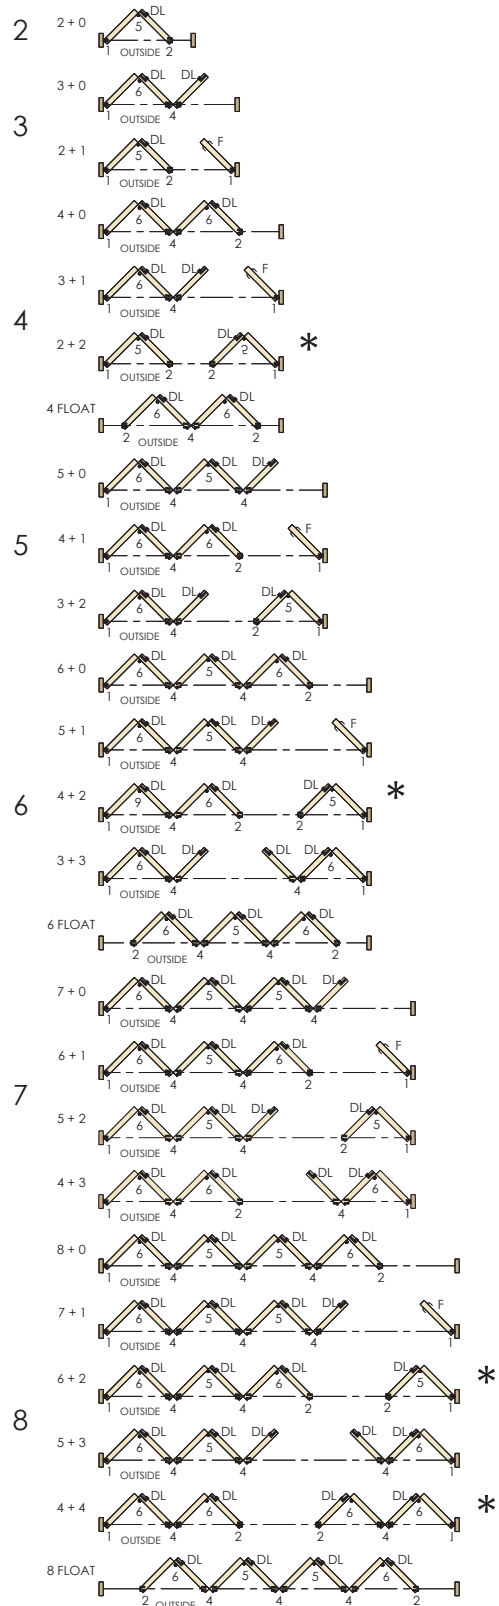 2
2 + 0
DL
5
1 OUTSIDE 2
3
3 + 0
DL DL
6
1 OUTSIDE 4
2 + 1
DL F
5
1 OUTSIDE 2 1
4
4 + 0
DL DL
6 6
1 OUTSIDE 4 2
3 + 1
DL DL F
6
1 OUTSIDE 4 1
2 + 2
DL DL *
5
1 OUTSIDE 2 2 1
4 FLOAT
DL DL
6 6
2 OUTSIDE 4 2
5
5 + 0
DL DL DL
6 5
1 OUTSIDE 4 4
4 + 1
DL DL F
6 6
1 OUTSIDE 4 2 1
3 + 2
DL DL DL
6 5
1 OUTSIDE 4 2 1
6
6 + 0
DL DL DL
6 5 6
1 OUTSIDE 4 4 2
5 + 1
DL DL DL F
6 5
1 OUTSIDE 4 4 1
4 + 2
DL DL DL *
9 6 5
1 OUTSIDE 4 2 2 1
3 + 3
DL DL DL DL
6 6
1 OUTSIDE 4 4 1
6 FLOAT
DL DL DL
6 5 6
2 OUTSIDE 4 4 2
7
7 + 0
DL DL DL DL
6 5 5
1 OUTSIDE 4 4 4
6 + 1
DL DL DL F
6 5 6
1 OUTSIDE 4 4 2 1
5 + 2
DL DL DL DL
6 5 5
1 OUTSIDE 4 4 2 1
4 + 3
DL DL DL DL
6 6 6
1 OUTSIDE 4 2 4 1
8
8 + 0
DL DL DL DL
6 5 5 6
1 OUTSIDE 4 4 4 2
7 + 1
DL DL DL DL F
6 5 5
1 OUTSIDE 4 4 4 1
6 + 2
DL DL DL DL *
6 5 6 5
1 OUTSIDE 4 4 2 2 1
5 + 3
DL DL DL DL DL
6 5 6
1 OUTSIDE 4 4 4 1
4 + 4
DL DL DL DL *
6 6 6 6
1 OUTSIDE 4 2 2 4 1
8 FLOAT
DL DL DL DL
6 5 5 6
2 OUTSIDE 4 4 4 2